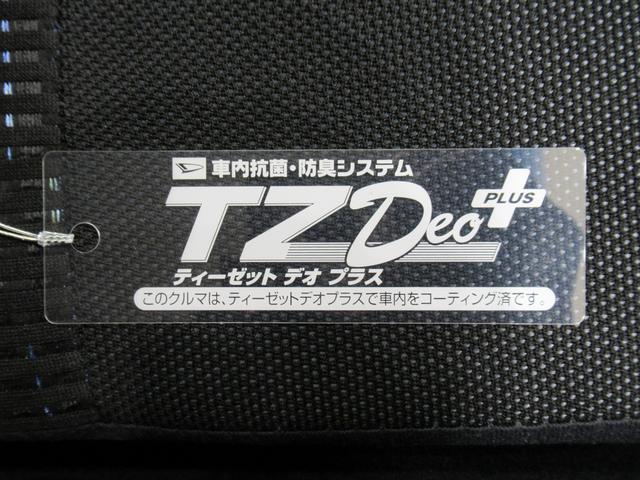 車内抗菌・防臭システム
TZ Deo PLUS
ティーゼット デオ プラス
このクルマは、ティーゼットデオプラスで車内をコーティング済です。